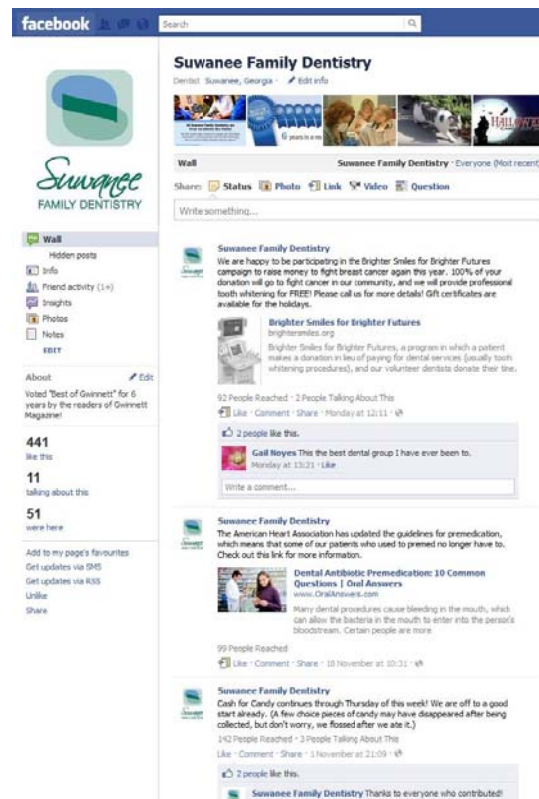 facebook
Search
Suwanee Family Dentistry
Dentist Suwanee, Georgia · Edit info
6 years in a
HALLOW
Suwanee
FAMILY DENTISTRY
Wall
Suwanee Family Dentistry · Everyone (Most recent)
Share: Status Photo Link Video Question
Write something...
Wall
Hidden posts
Info
Friend activity (1+)
Insights
Photos
Notes
EDIT
About
Edit
Voted "Best of Gwinnett" for 6
years by the readers of Gwinnett
Magazine!
441
like this
11
talking about this
51
were here
Add to my page's favourites
Get updates via SMS
Get updates via RSS
Unlike
Share
Suwanee Family Dentistry
We are happy to be participating in the Brighter Smiles for Brighter Futures
campaign to raise money to fight breast cancer again this year. 100% of your
donation will go to fight cancer in our community, and we will provide professional
tooth whitening for FREE! Please call us for more details! Gift certificates are
available for the holidays.
Brighter Smiles for Brighter Futures
brightersmiles.org
Brighter Smiles for Brighter Futures, a program in which a patient
makes a donation in lieu of paying for dental services (usually tooth
whitening procedures), and our volunteer dentists donate their time.
92 People Reached · 2 People Talking About This
Like · Comment · Share · Monday at 12:11 ·
2 people like this.
Gail Noyes This the best dental group I have ever been to.
Monday at 13:21 · Like
Write a comment...
Suwanee Family Dentistry
The American Heart Association has updated the guidelines for premedication,
which means that some of our patients who used to premed no longer have to.
Check out this link for more information.
Dental Antibiotic Premedication: 10 Common
Questions | Oral Answers
www.OralAnswers.com
Many dental procedures cause bleeding in the mouth, which
can allow the bacteria in the mouth to enter into the person's
bloodstream. Certain people are more
99 People Reached
Like · Comment · Share · 18 November at 10:31 ·
Suwanee Family Dentistry
Cash for Candy continues through Thursday of this week! We are off to a good
start already. (A few choice pieces of candy may have disappeared after being
collected, but don't worry, we flossed after we ate it.)
142 People Reached · 3 People Talking About This
Like · Comment · Share · 1 November at 21:09 ·
2 people like this.
Suwanee Family Dentistry Thanks to everyone who contributed!